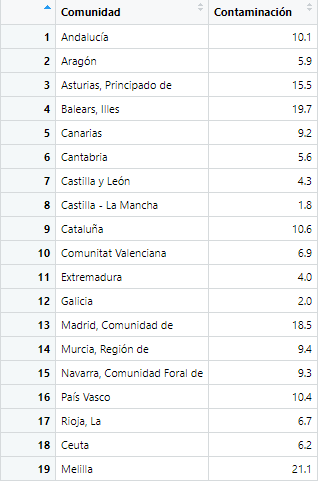 Comunidad Contaminación
1 Andalucía 10.1
2 Aragón 5.9
3 Asturias, Principado de 15.5
4 Balears, Illes 19.7
5 Canarias 9.2
6 Cantabria 5.6
7 Castilla y León 4.3
8 Castilla - La Mancha 1.8
9 Cataluña 10.6
10 Comunitat Valenciana 6.9
11 Extremadura 4.0
12 Galicia 2.0
13 Madrid, Comunidad de 18.5
14 Murcia, Región de 9.4
15 Navarra, Comunidad Foral de 9.3
16 País Vasco 10.4
17 Rioja, La 6.7
18 Ceuta 6.2
19 Melilla 21.1